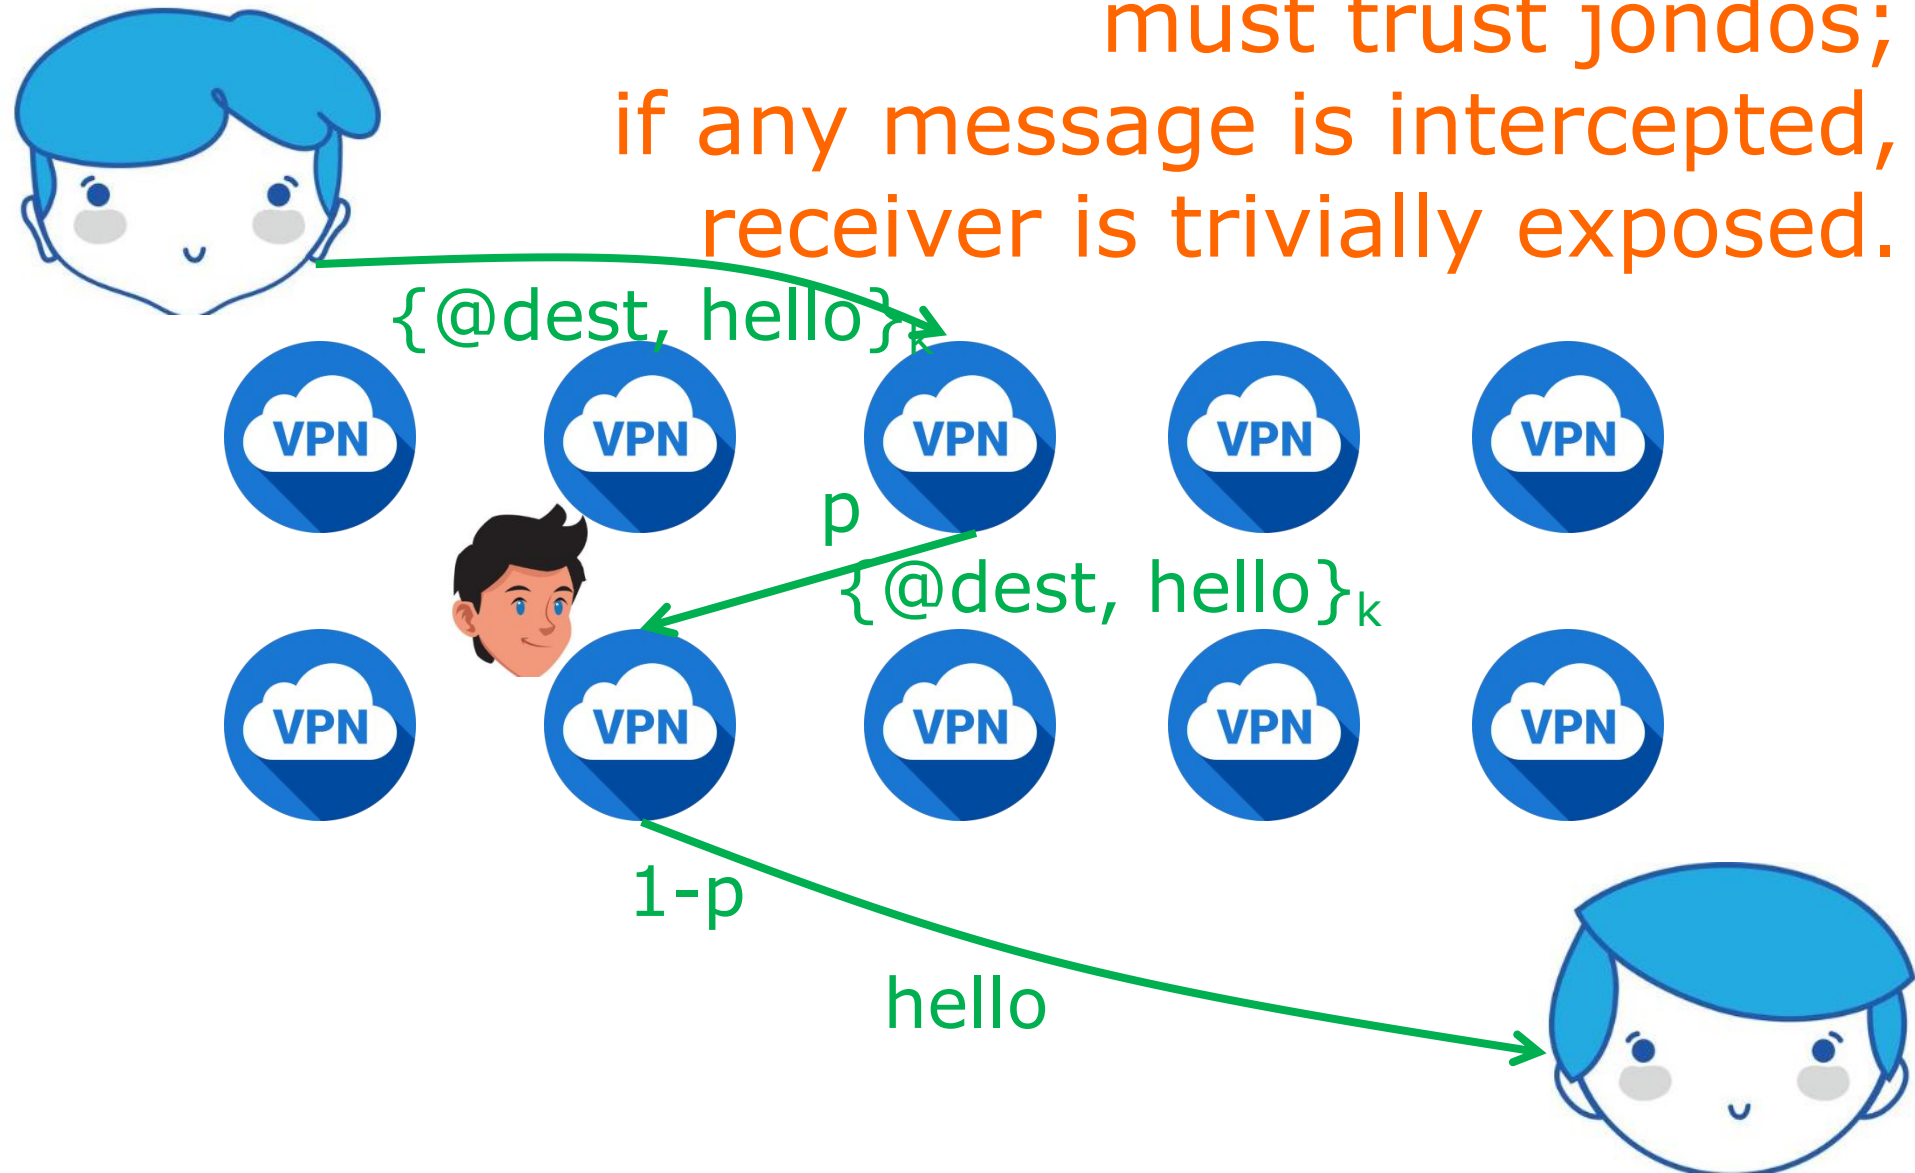 must trust jondos;
if any message is intercepted,
receiver is trivially exposed.
{@dest, hello}k
VPN VPN VPN VPN VPN
p
{@dest, hello}k
VPN VPN VPN VPN VPN
1-p
hello